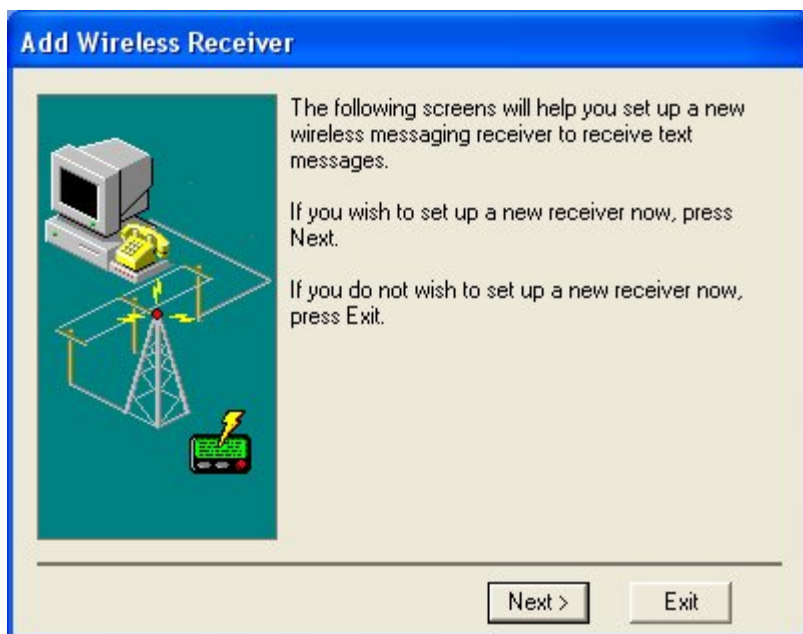 Add Wireless Receiver
The following screens will help you set up a new
wireless messaging receiver to receive text
messages.
If you wish to set up a new receiver now, press
Next.
If you do not wish to set up a new receiver now,
press Exit.
Next >
Exit